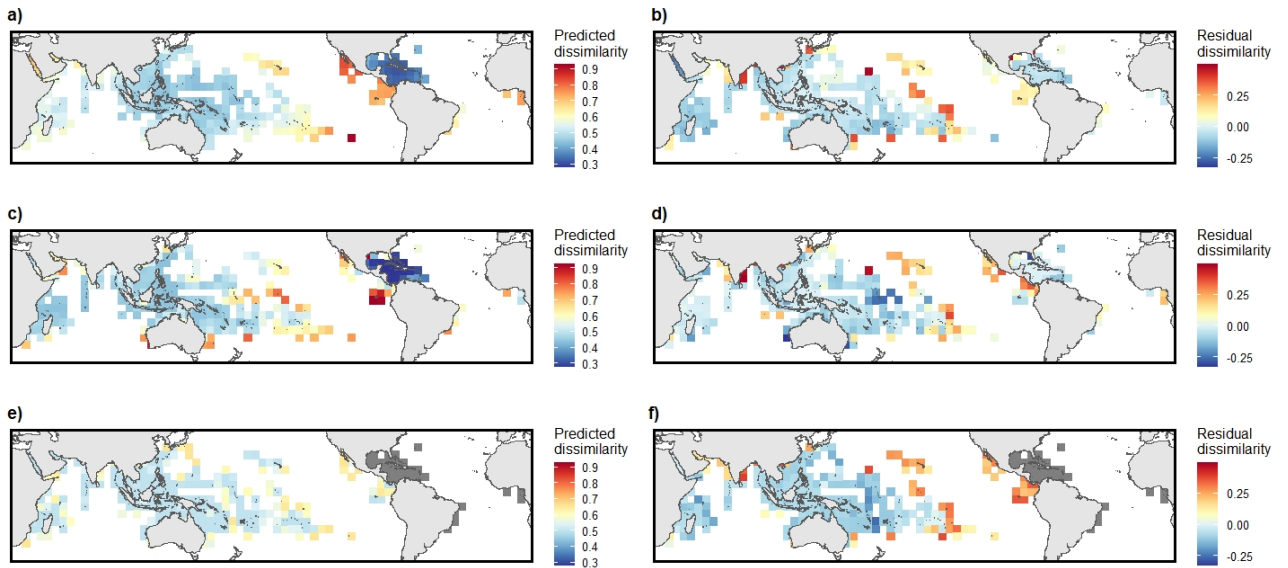 a)
Predicted
dissimilarity
0.9
0.8
0.7
0.6
0.5
0.4
0.3
b)
Residual
dissimilarity
0.25
0.00
-0.25
c)
Predicted
dissimilarity
0.9
0.8
0.7
0.6
0.5
0.4
0.3
d)
Residual
dissimilarity
0.25
0.00
-0.25
e)
Predicted
dissimilarity
0.9
0.8
0.7
0.6
0.5
0.4
0.3
f)
Residual
dissimilarity
0.25
0.00
-0.25